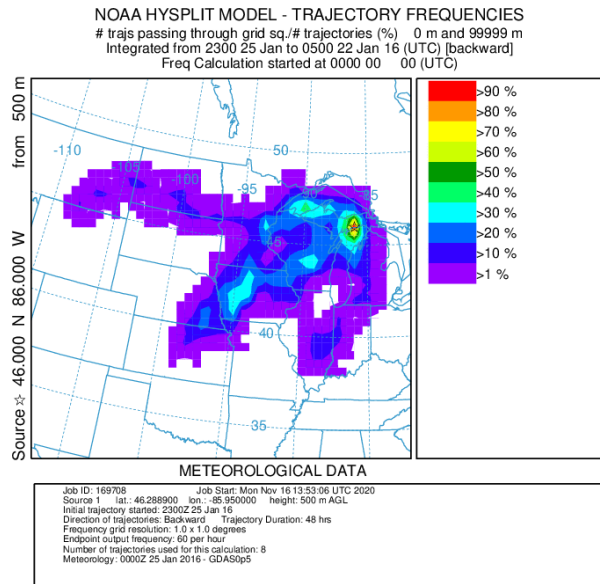 NOAA HYSPLIT MODEL - TRAJECTORY FREQUENCIES
# trajs passing through grid sq./# trajectories (%) 0 m and 99999 m
Integrated from 2300 25 Jan to 0500 22 Jan 16 (UTC) [backward]
Freq Calculation started at 0000 00 00 (UTC)
Source ☆ 46.000 N 86.000 W from 500 m
-110
-105
-100
-95
50
-90
-85
45
40
35
>90 %
>80 %
>70 %
>60 %
>50 %
>40 %
>30 %
>20 %
>10 %
>1 %
METEOROLOGICAL DATA
Job ID: 169708 Job Start: Mon Nov 16 13:53:06 UTC 2020
Source 1 lat.: 46.288900 lon.: -85.950000 height: 500 m AGL
Initial trajectory started: 2300Z 25 Jan 16
Direction of trajectories: Backward Trajectory Duration: 48 hrs
Frequency grid resolution: 1.0 x 1.0 degrees
Endpoint output frequency: 60 per hour
Number of trajectories used for this calculation: 8
Meteorology: 0000Z 25 Jan 2016 - GDAS0p5